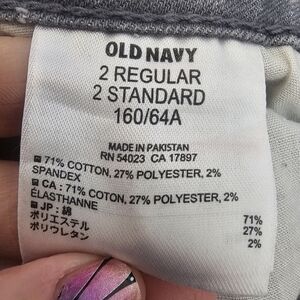 OLD NAVY
2 REGULAR
2 STANDARD
160/64A
MADE IN PAKISTAN
RN 54023 CA 17897
71% COTTON, 27% POLYESTER, 2%
SPANDEX
CA : 71% COTON, 27% POLYESTER, 2%
ÉLASTHANNE
JP : 綿 71%
ポリエステル 27%
ポリウレタン 2%